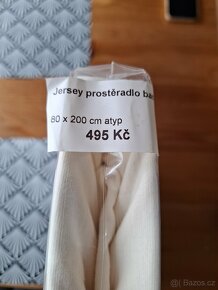 Jersey prostěradlo
80 x 200 cm atyp
495 Kč
Bazos.cz